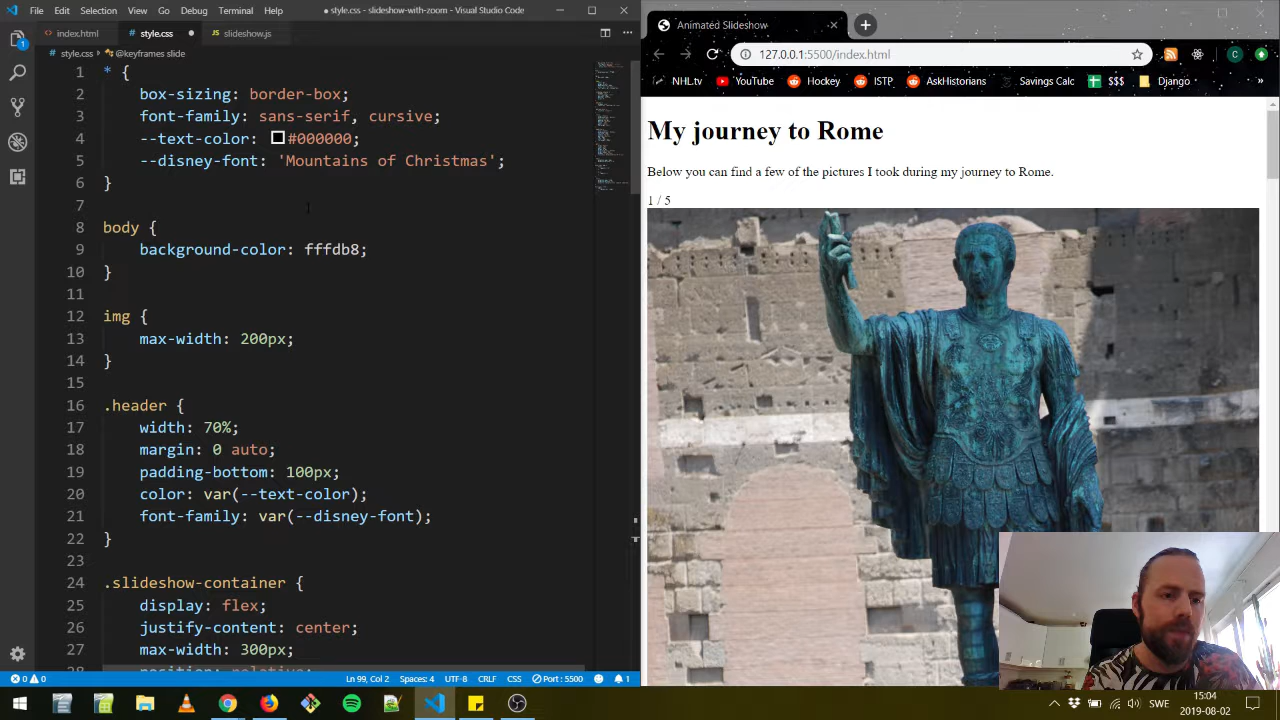 File Edit Selection View Go Debug Terminal Help
● style.css - slideshow-with-zoom - Visual Studio Code
index.html style.css ● slideshow.js
style.css @keyframes slide
1 * {
2 box-sizing: border-box;
3 font-family: sans-serif, cursive;
4 --text-color: #000000;
5 --disney-font: 'Mountains of Christmas';
6 }
7
8 body {
9 background-color: fffdb8;
10 }
11
12 img {
13 max-width: 200px;
14 }
15
16 .header {
17 width: 70%;
18 margin: 0 auto;
19 padding-bottom: 100px;
20 color: var(--text-color);
21 font-family: var(--disney-font);
22 }
23
24 .slideshow-container {
25 display: flex;
26 justify-content: center;
27 max-width: 300px;
28 position: relative;
0 0 Ln 99, Col 2 Spaces: 4 UTF-8 CRLF CSS Port : 5500 1
Animated Slideshow
127.0.0.1:5500/index.html C
NHL.tv YouTube Hockey ISTP AskHistorians Savings Calc $$$ Django »
My journey to Rome
Below you can find a few of the pictures I took during my journey to Rome.
1 / 5
SWE
15:04
2019-08-02